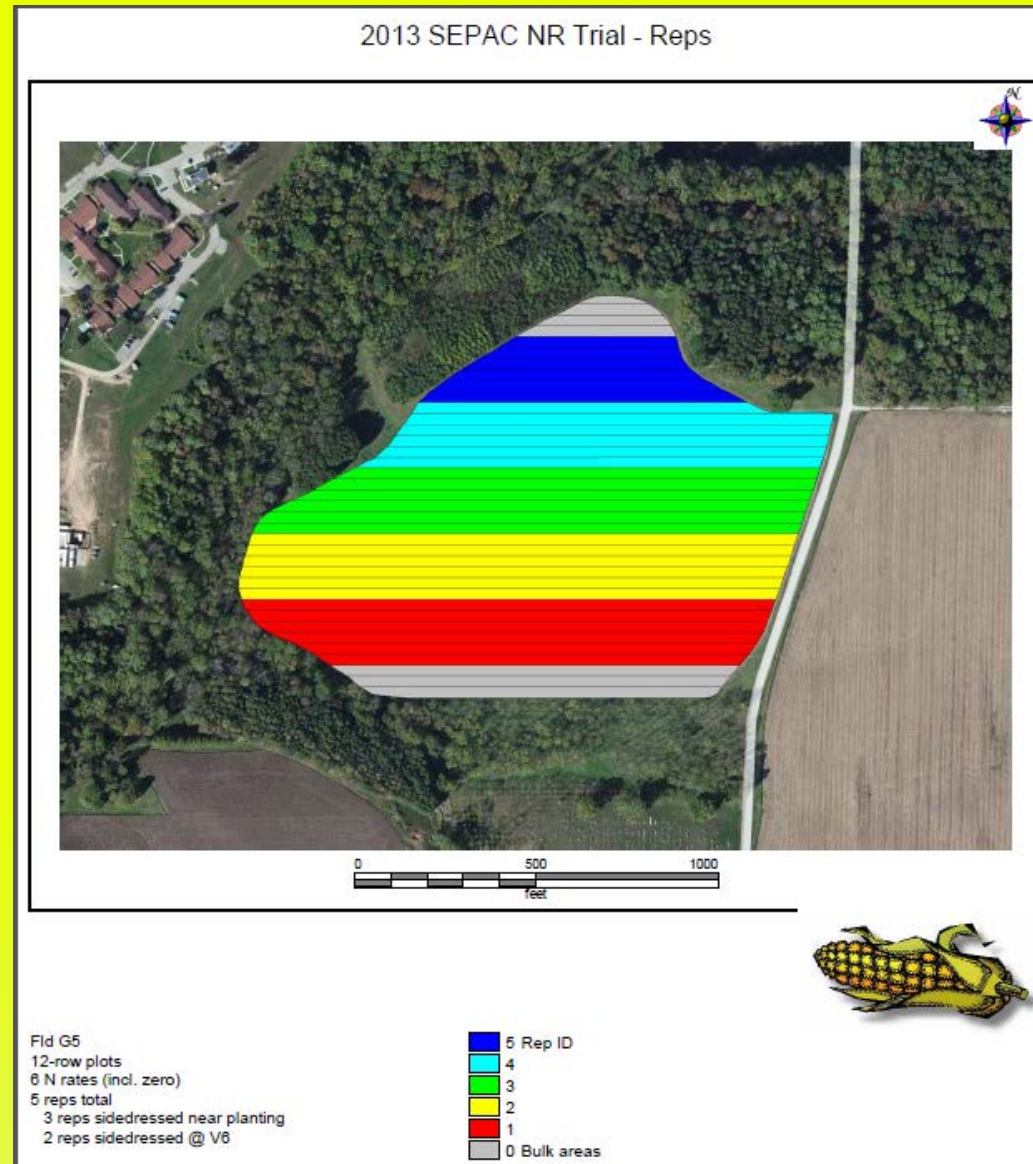 2013 SEPAC NR Trial - Reps
N
0 500 1000
feet
Fld G5
12-row plots
6 N rates (incl. zero)
5 reps total
3 reps sidedressed near planting
2 reps sidedressed @ V6
5 Rep ID
4
3
2
1
0 Bulk areas